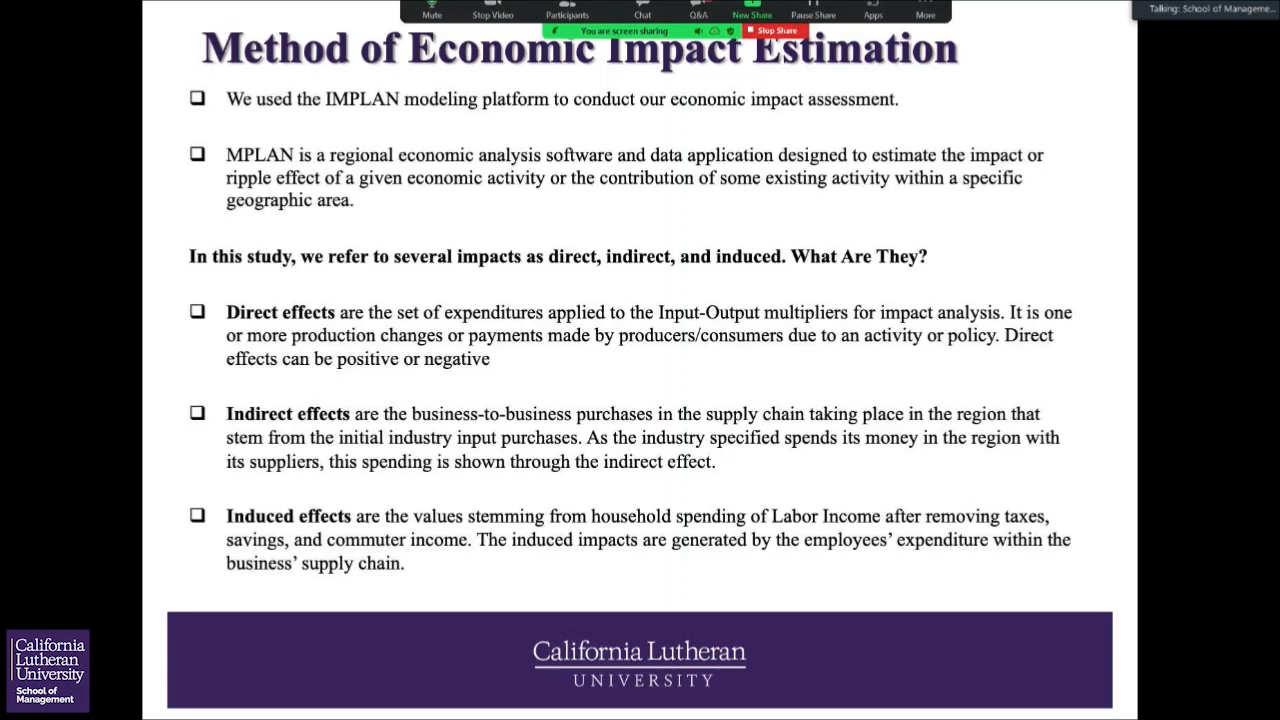 Mute Stop Video Participants Chat Q&A New Share Pause Share Apps More
Talking: School of Manageme...
You are screen sharing Stop Share
Method of Economic Impact Estimation
We used the IMPLAN modeling platform to conduct our economic impact assessment.
MPLAN is a regional economic analysis software and data application designed to estimate the impact or
ripple effect of a given economic activity or the contribution of some existing activity within a specific
geographic area.
In this study, we refer to several impacts as direct, indirect, and induced. What Are They?
Direct effects are the set of expenditures applied to the Input-Output multipliers for impact analysis. It is one
or more production changes or payments made by producers/consumers due to an activity or policy. Direct
effects can be positive or negative
Indirect effects are the business-to-business purchases in the supply chain taking place in the region that
stem from the initial industry input purchases. As the industry specified spends its money in the region with
its suppliers, this spending is shown through the indirect effect.
Induced effects are the values stemming from household spending of Labor Income after removing taxes,
savings, and commuter income. The induced impacts are generated by the employees’ expenditure within the
business’ supply chain.
California Lutheran
UNIVERSITY
California
Lutheran
University
School of
Management